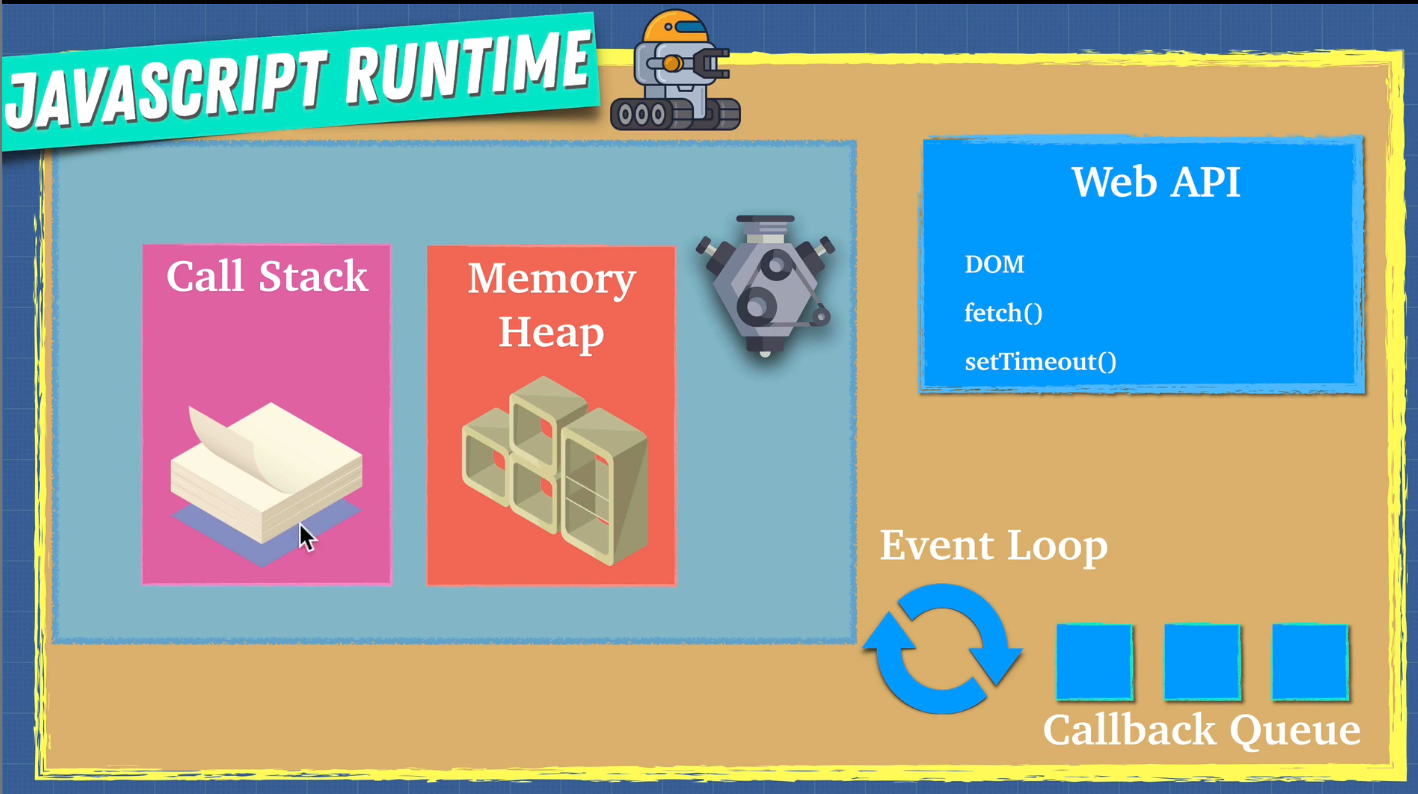 JAVASCRIPT RUNTIME
Call Stack
Memory
Heap
Web API
DOM
fetch()
setTimeout()
Event Loop
Callback Queue